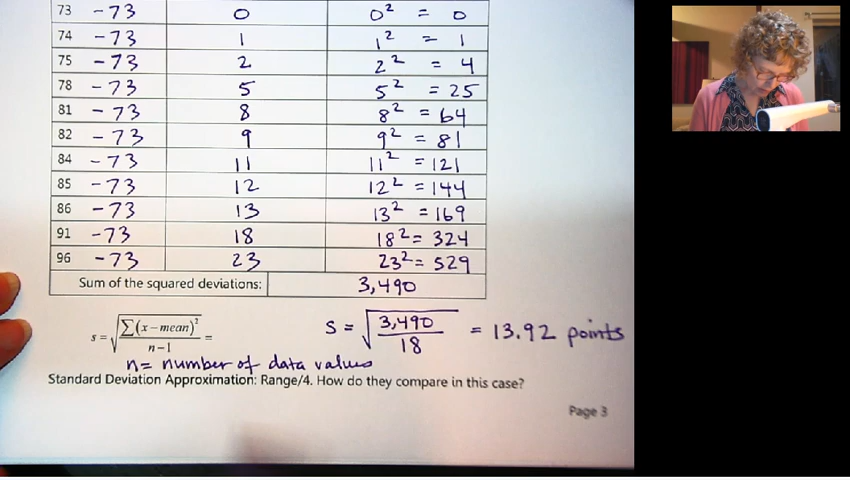 73 -73 0 0² = 0
74 -73 1 1² = 1
75 -73 2 2² = 4
78 -73 5 5² = 25
81 -73 8 8² = 64
82 -73 9 9² = 81
84 -73 11 11² = 121
85 -73 12 12² = 144
86 -73 13 13² = 169
91 -73 18 18² = 324
96 -73 23 23² = 529
Sum of the squared deviations: 3,490
s = √(∑(x−mean)² / n−1) = S = √(3,490 / 18) = 13.92 points
n= number of data values
Standard Deviation Approximation: Range/4. How do they compare in this case?
Page 3